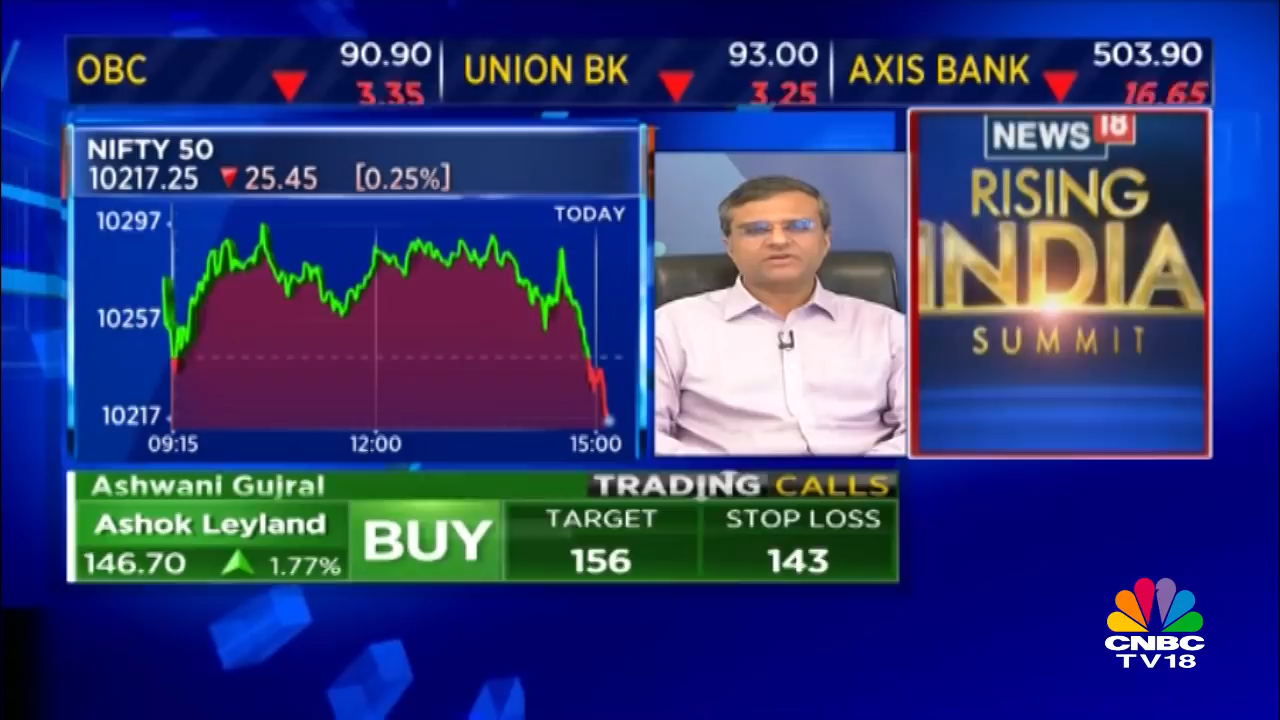 OBC 90.90 3.35 UNION BK 93.00 3.25 AXIS BANK 503.90 16.65
NIFTY 50
10217.25 25.45 [0.25%]
TODAY
10297
10257
10217
09:15 12:00 15:00
NEWS 18
RISING
INDIA
SUMMIT
Ashwani Gujral TRADING CALLS
Ashok Leyland
146.70 1.77%
BUY
TARGET STOP LOSS
156 143
CNBC
TV18